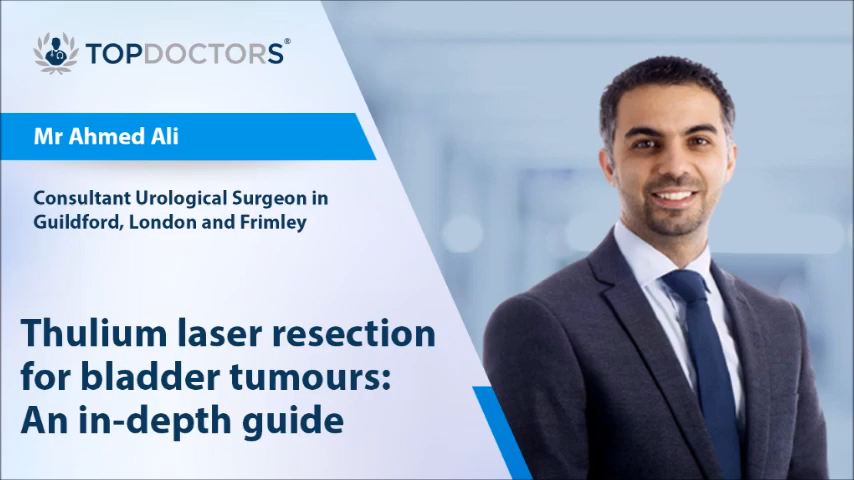 TOPDOCTORS®
Mr Ahmed Ali
Consultant Urological Surgeon in
Guildford, London and Frimley
Thulium laser resection
for bladder tumours:
An in-depth guide